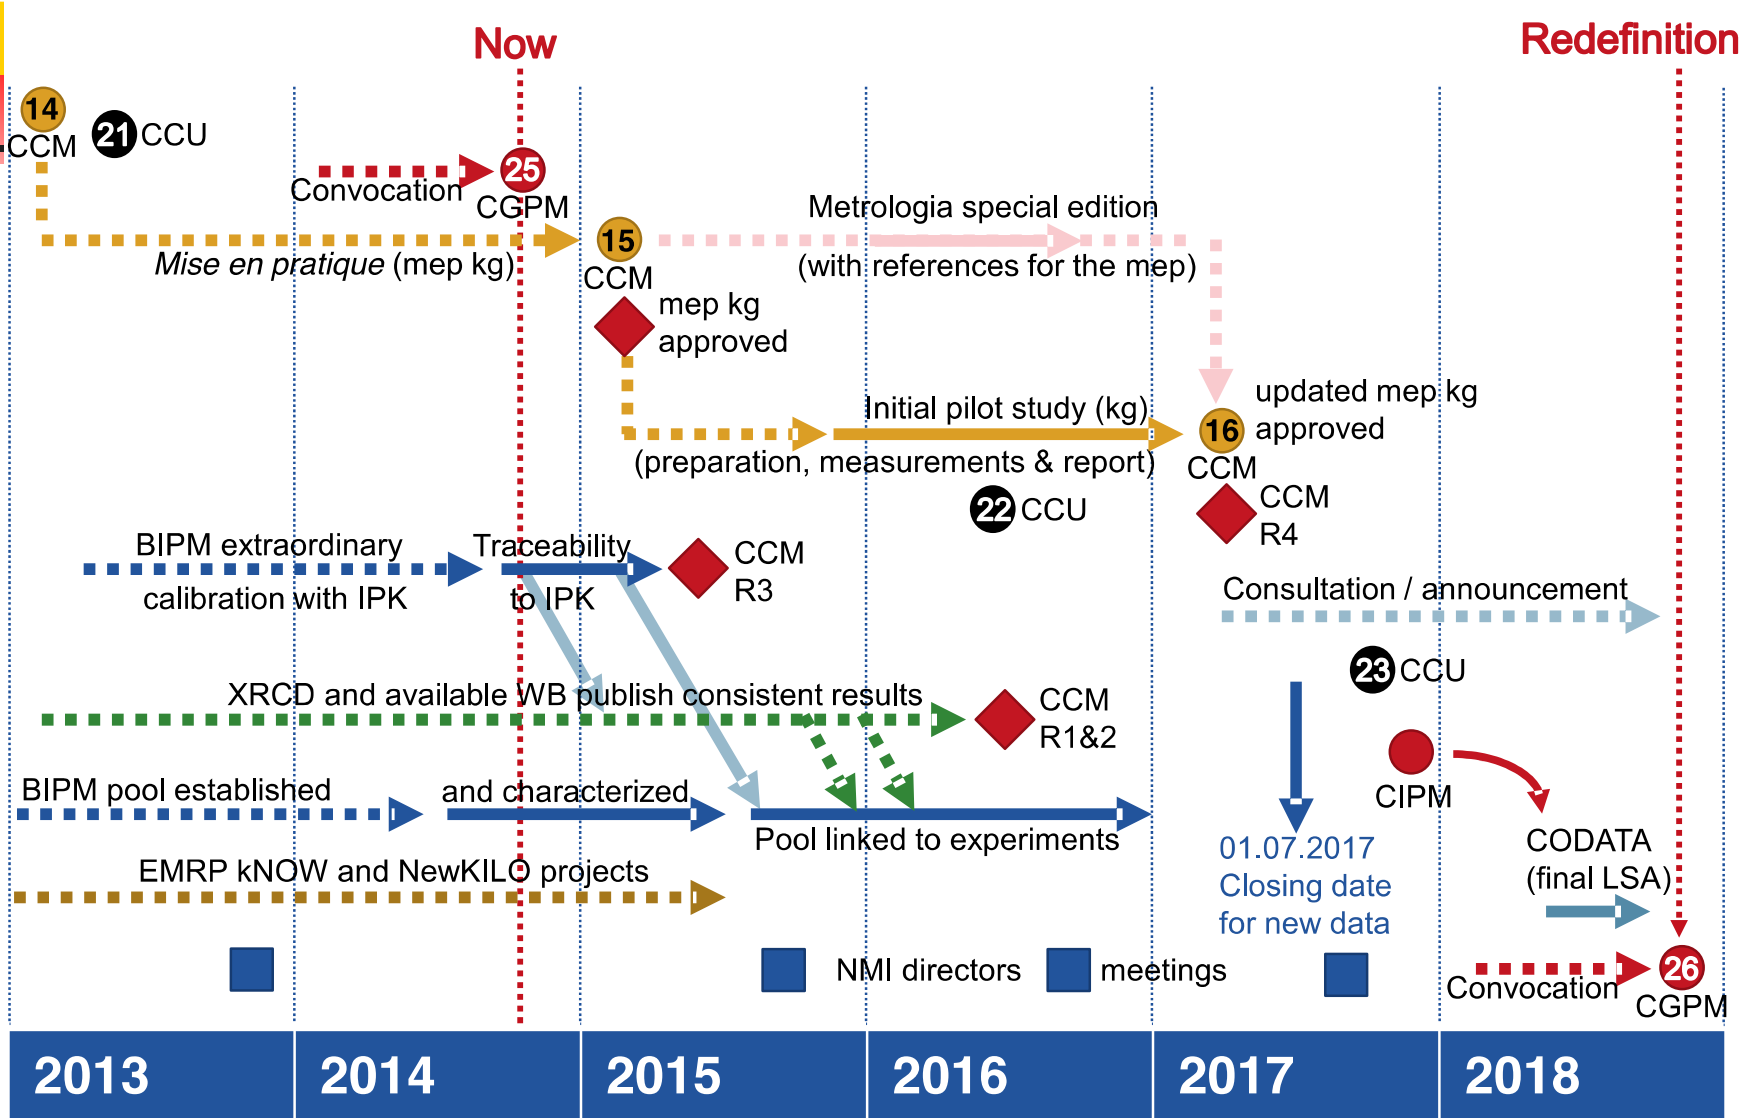 Now
Redefinition
14
CCM
21 CCU
Convocation
25
CGPM
Mise en pratique (mep kg)
15
CCM
Metrologia special edition
(with references for the mep)
mep kg
approved
Initial pilot study (kg)
(preparation, measurements & report)
16
CCM
updated mep kg
approved
22 CCU
CCM
R4
BIPM extraordinary
calibration with IPK
Traceability
to IPK
CCM
R3
Consultation / announcement
23 CCU
XRCD and available WB publish consistent results
CCM
R1&2
CIPM
BIPM pool established
and characterized
Pool linked to experiments
01.07.2017
Closing date
for new data
CODATA
(final LSA)
EMRP kNOW and NewKILO projects
NMI directors meetings
Convocation
26
CGPM
2013 2014 2015 2016 2017 2018